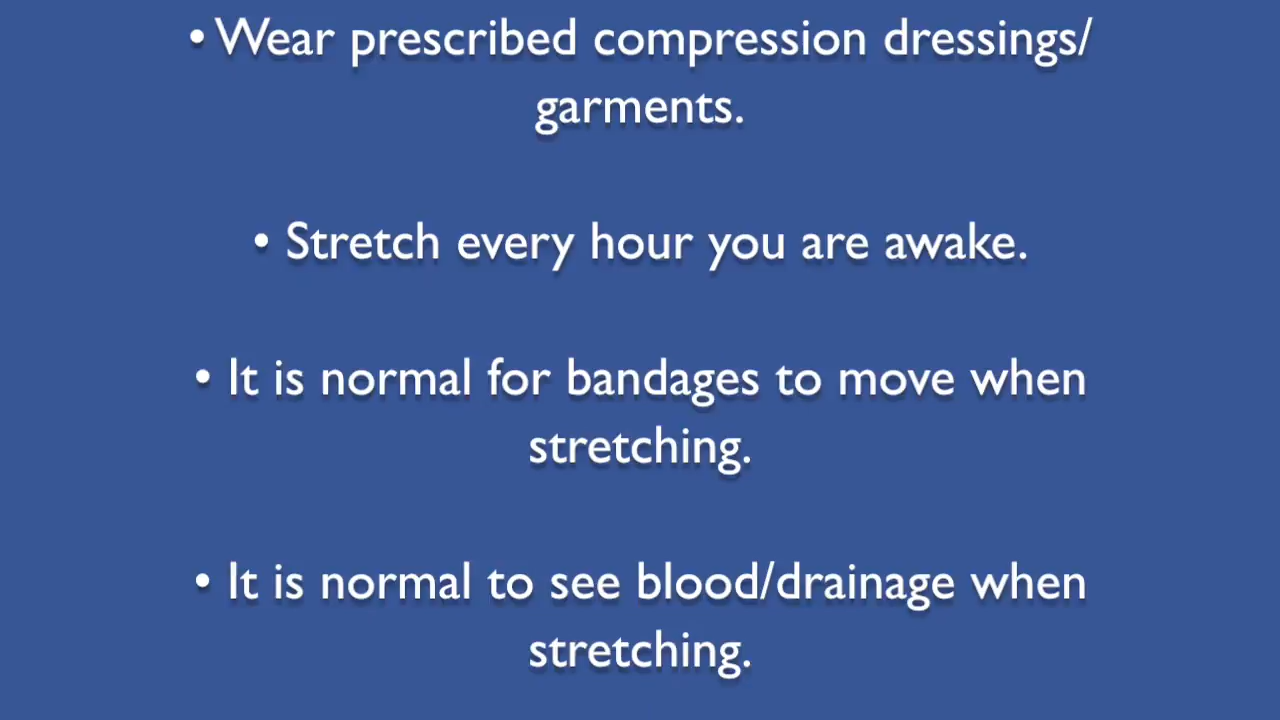 • Wear prescribed compression dressings/
garments.
• Stretch every hour you are awake.
• It is normal for bandages to move when
stretching.
• It is normal to see blood/drainage when
stretching.